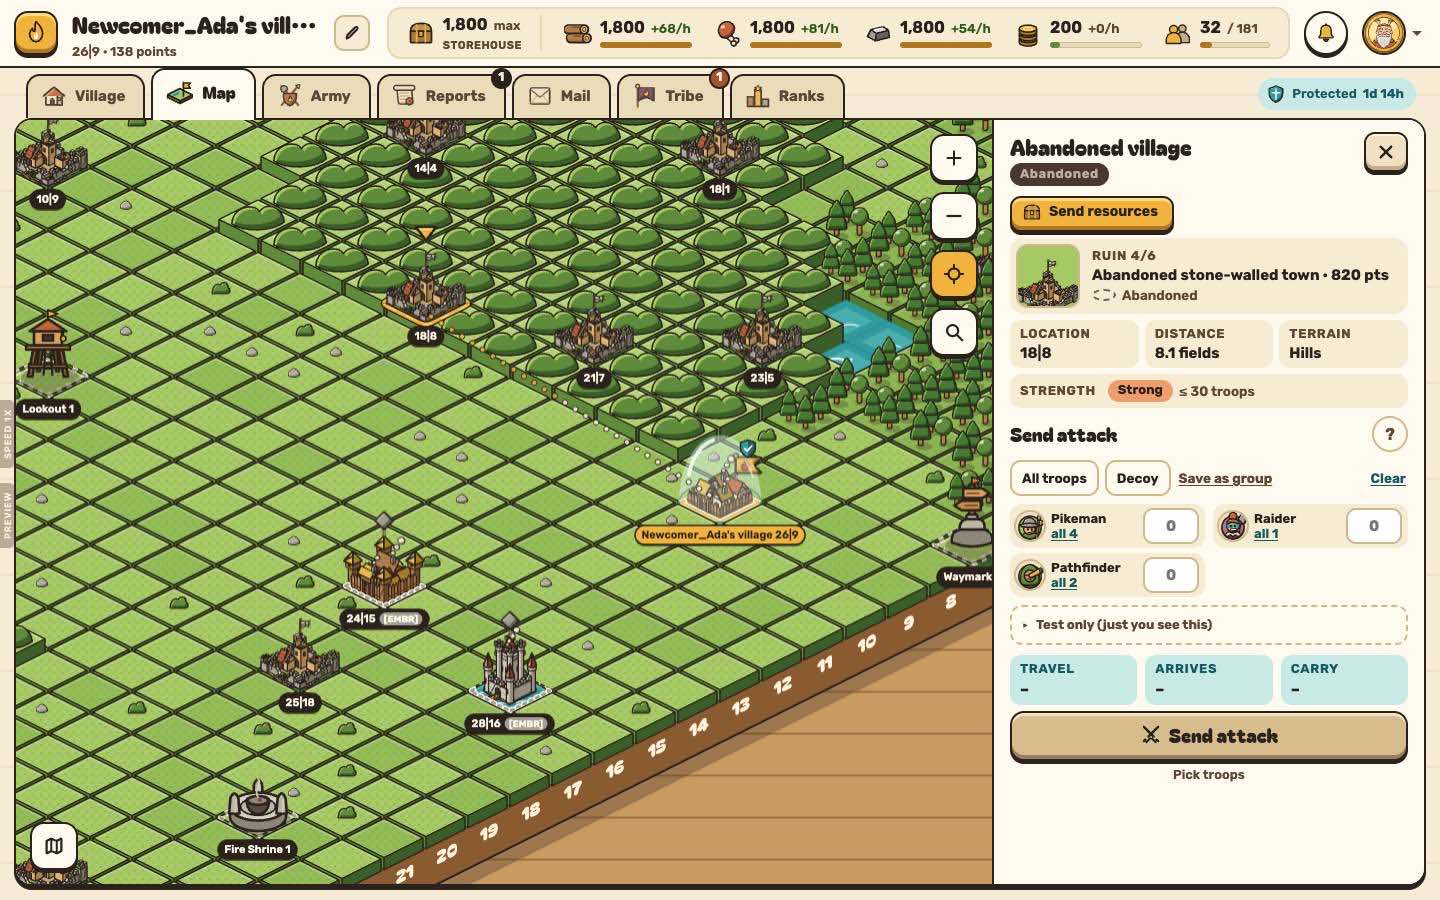 Newcomer_Ada's vill···
26|9 • 138 points
1,800 max
STOREHOUSE
1,800 +68/h
1,800 +81/h
1,800 +54/h
200 +0/h
32 / 181
Village
Map
Army
Reports
1
Mail
Tribe
1
Ranks
Protected 1d 14h
10|9
14|4
18|1
18|8
21|7
23|5
Lookout 1
SPEED 1X
PREVIEW
Newcomer_Ada's village 26|9
Waymark
24|15 [EMBR]
25|18
28|16 [EMBR]
Fire Shrine 1
8
9
10
11
12
13
14
15
16
17
18
19
20
21
Abandoned village
Abandoned
Send resources
RUIN 4/6
Abandoned stone-walled town • 820 pts
Abandoned
LOCATION
18|8
DISTANCE
8.1 fields
TERRAIN
Hills
STRENGTH Strong ≤ 30 troops
Send attack
?
All troops
Decoy
Save as group
Clear
Pikeman
all 4
0
Raider
all 1
0
Pathfinder
all 2
0
Test only (just you see this)
TRAVEL
–
ARRIVES
–
CARRY
–
Send attack
Pick troops